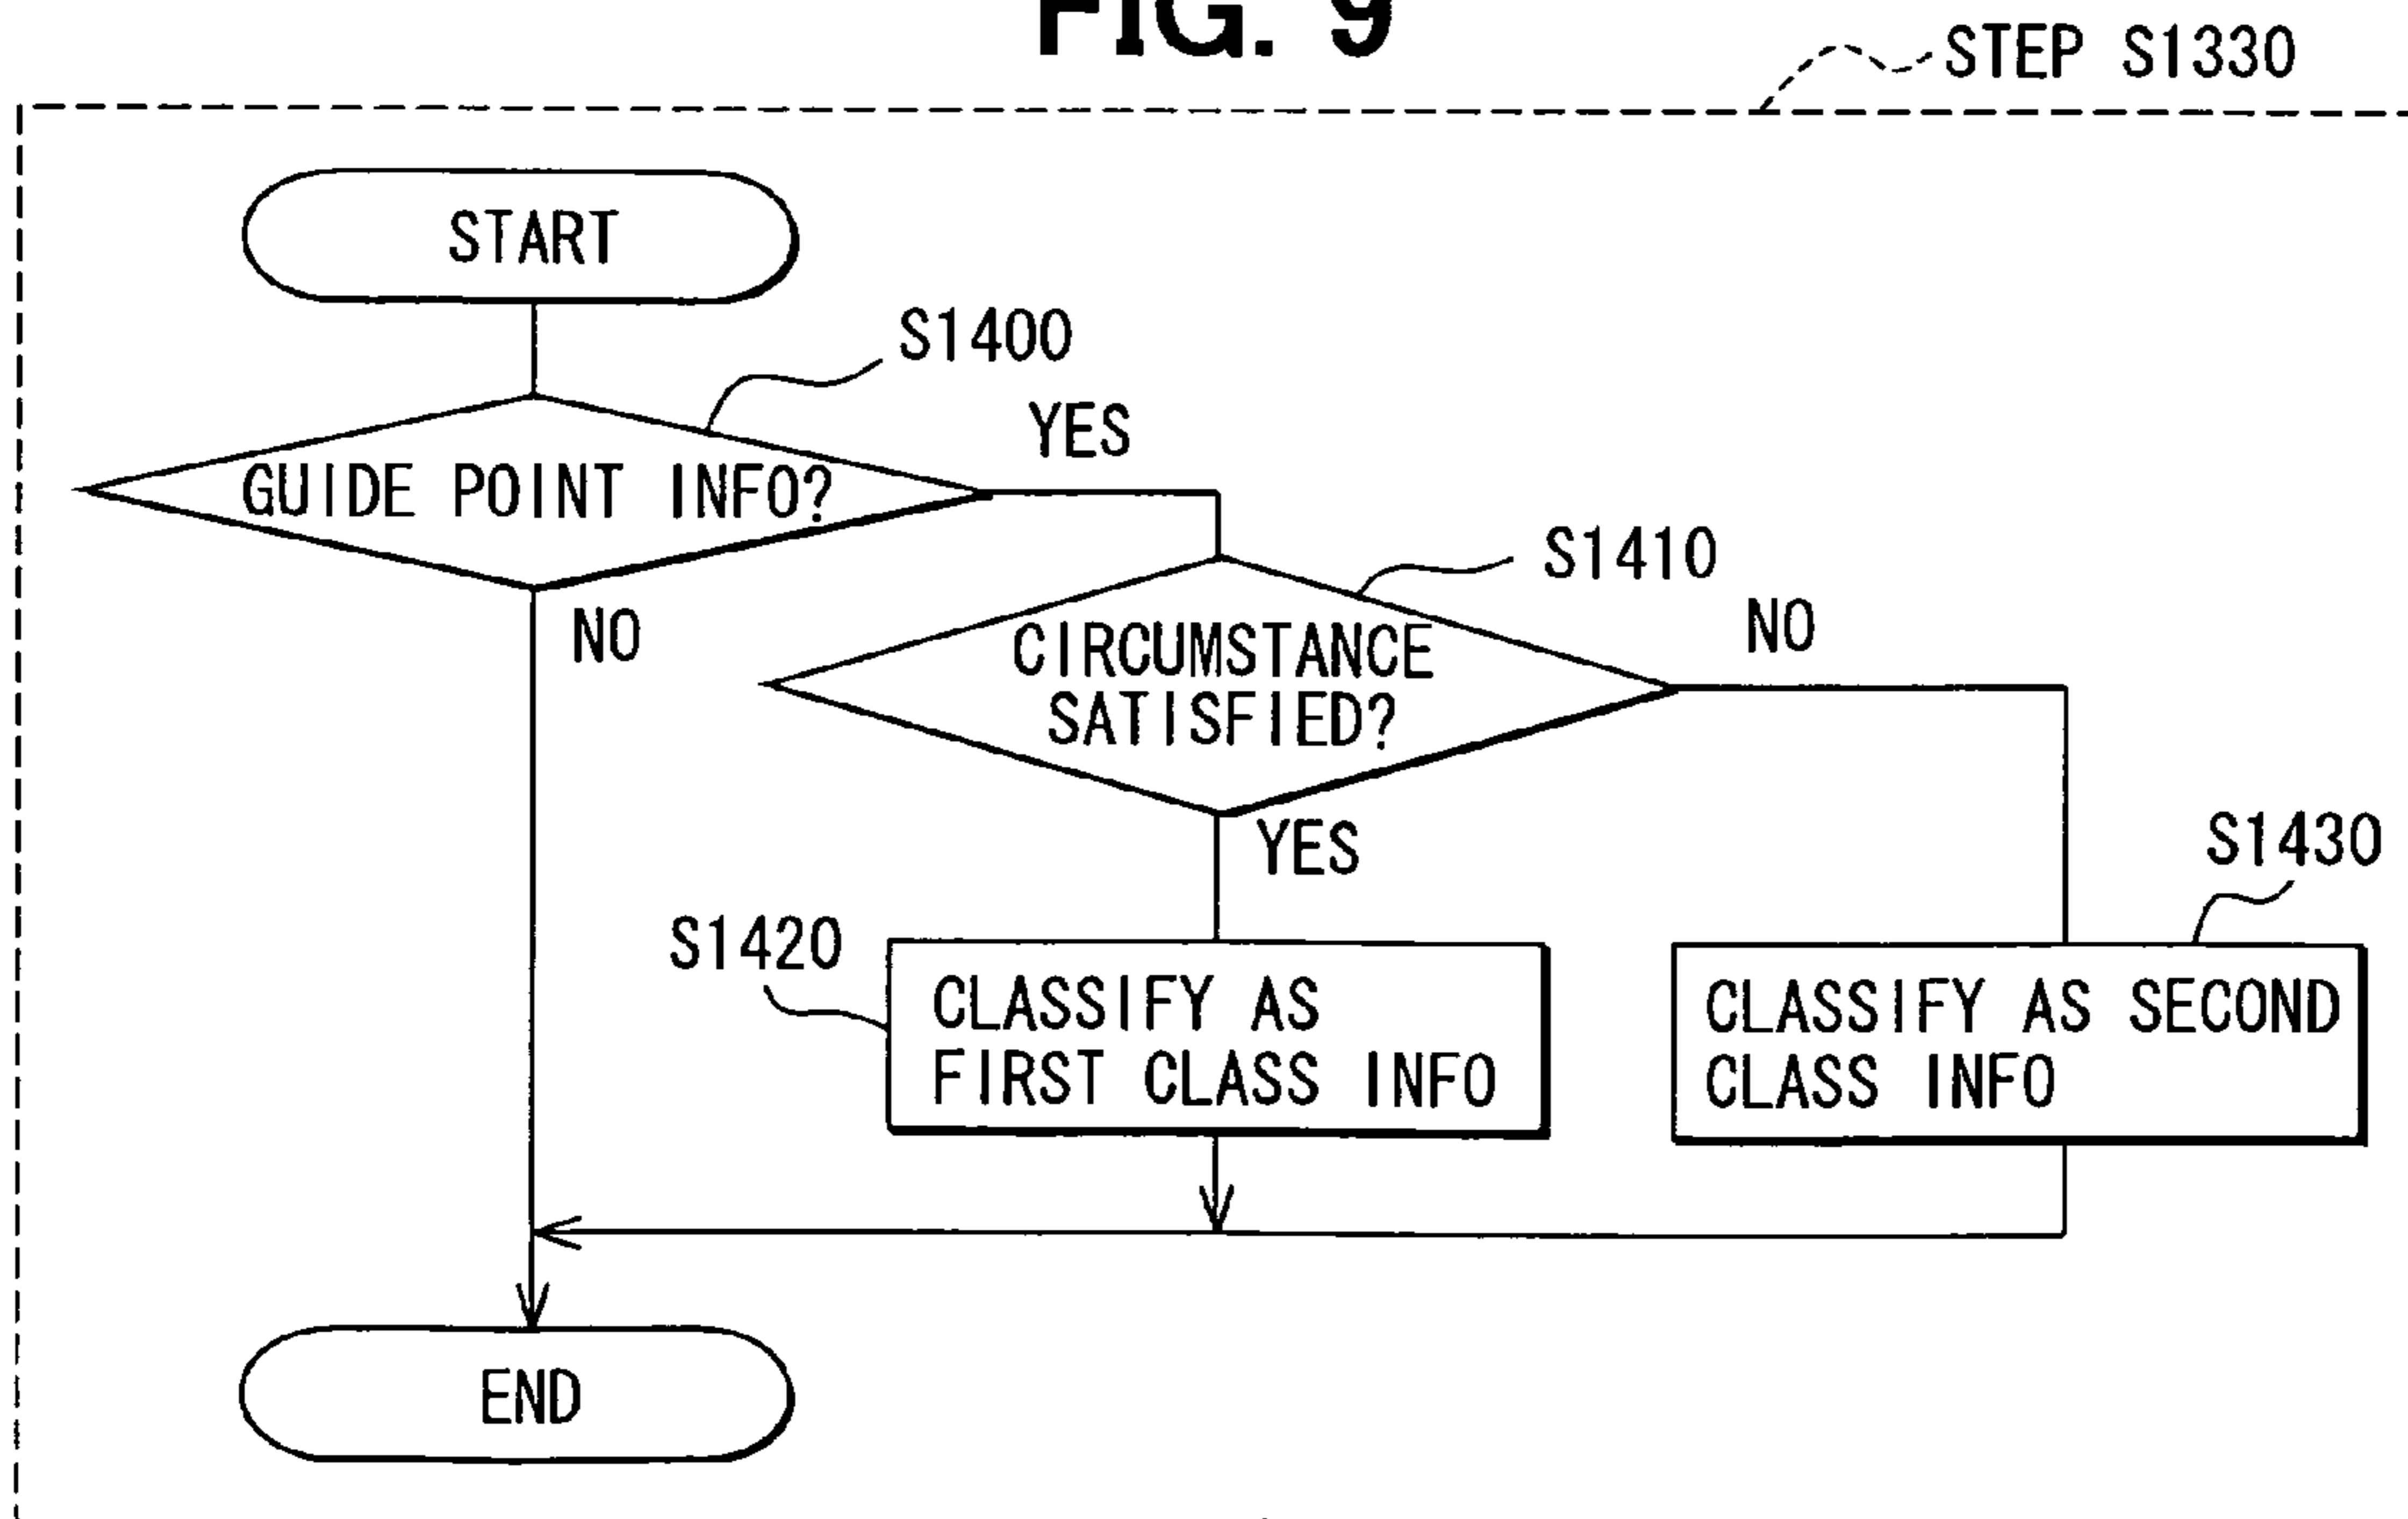 FIG. 9
STEP S1330
START
S1400
YES
GUIDE POINT INFO?
S1410
NO
NO
CIRCUMSTANCE
SATISFIED?
YES
S1430
S1420
CLASSIFY AS
FIRST CLASS INFO
CLASSIFY AS SECOND
CLASS INFO
END